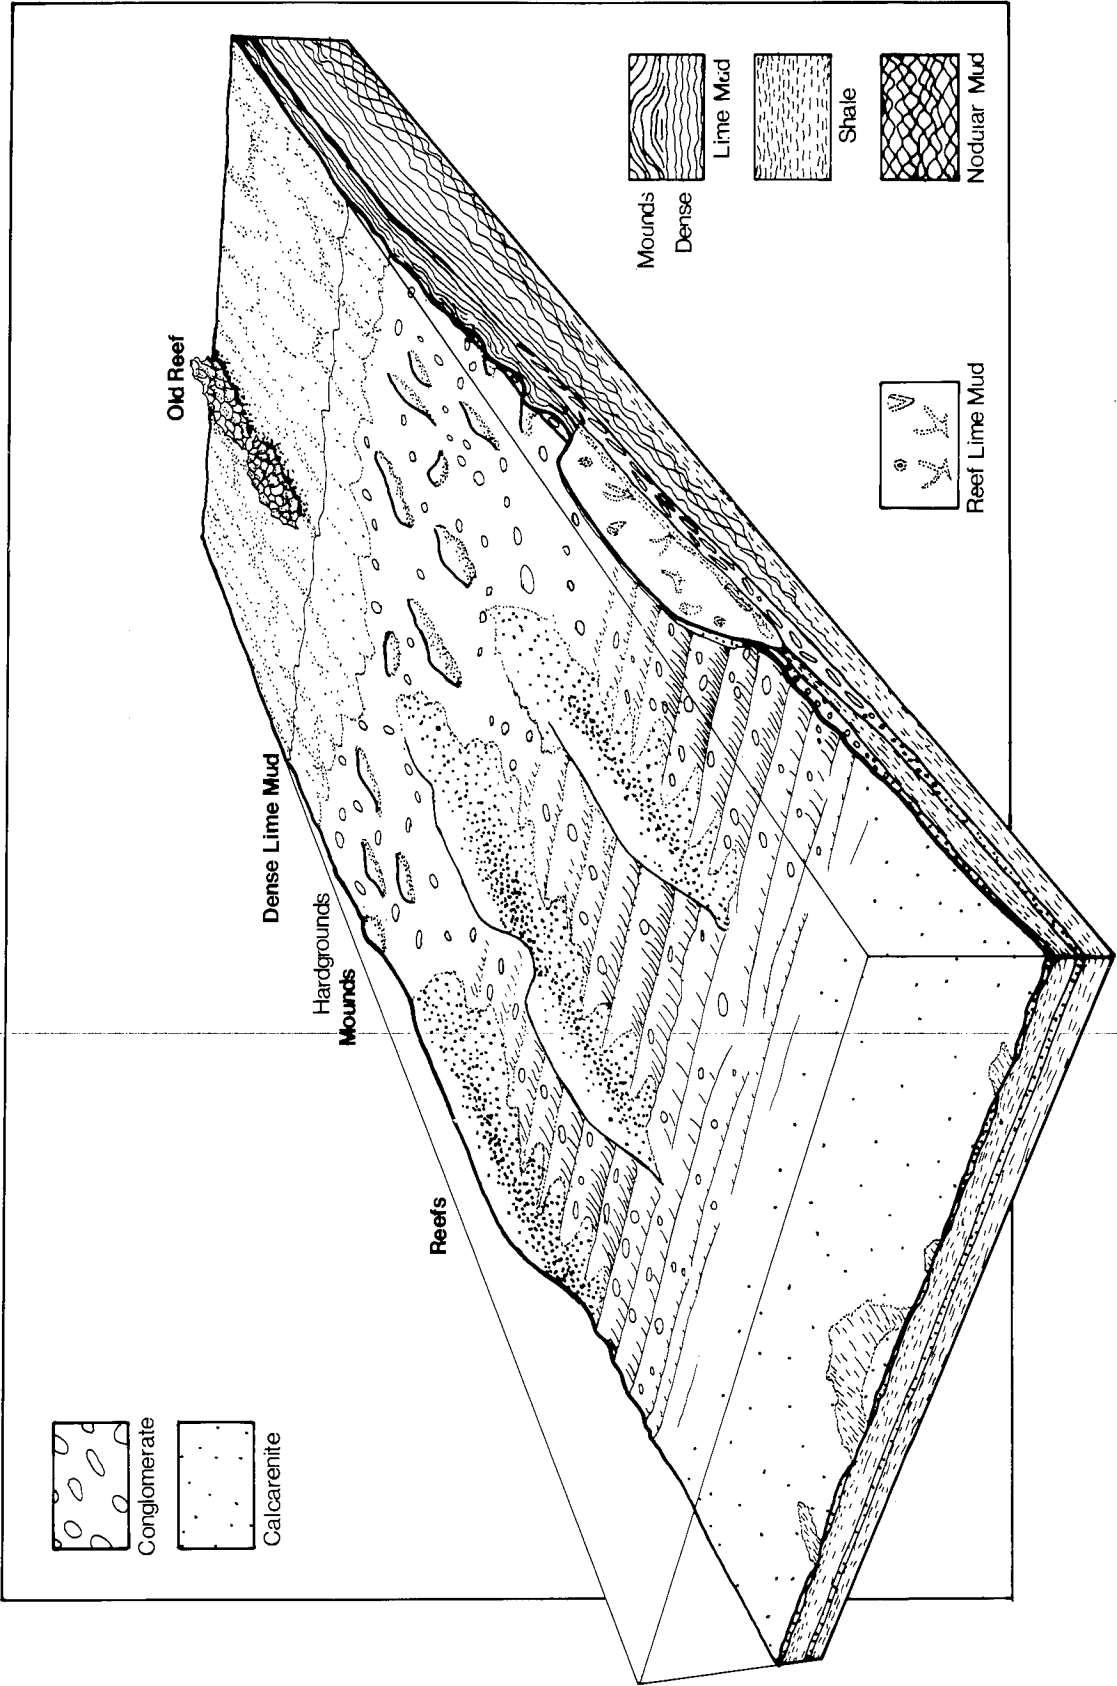 Conglomerate
Calcarenite
Reefs
Hardgrounds
Mounds
Dense Lime Mud
Old Reef
Reef Lime Mud
Mounds
Dense
Lime Mud
Shale
Nodular Mud